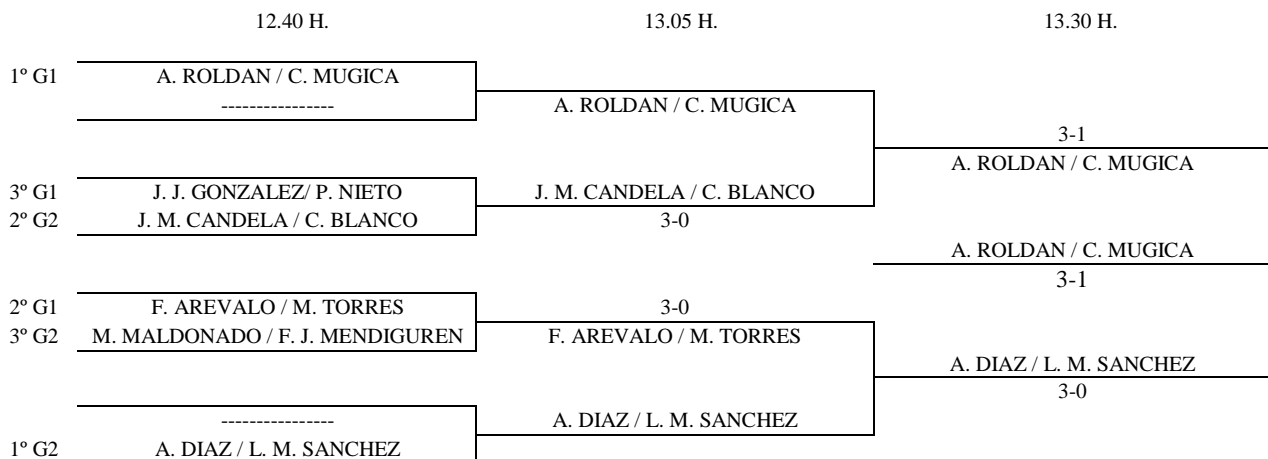 12.40 H. 13.05 H. 13.30 H.
1º G1 A. ROLDAN / C. MUGICA
---------------- A. ROLDAN / C. MUGICA
3-1
A. ROLDAN / C. MUGICA
3º G1 J. J. GONZALEZ/ P. NIETO J. M. CANDELA / C. BLANCO
2º G2 J. M. CANDELA / C. BLANCO 3-0
A. ROLDAN / C. MUGICA
3-1
2º G1 F. AREVALO / M. TORRES 3-0
3º G2 M. MALDONADO / F. J. MENDIGUREN F. AREVALO / M. TORRES
A. DIAZ / L. M. SANCHEZ
3-0
---------------- A. DIAZ / L. M. SANCHEZ
1º G2 A. DIAZ / L. M. SANCHEZ